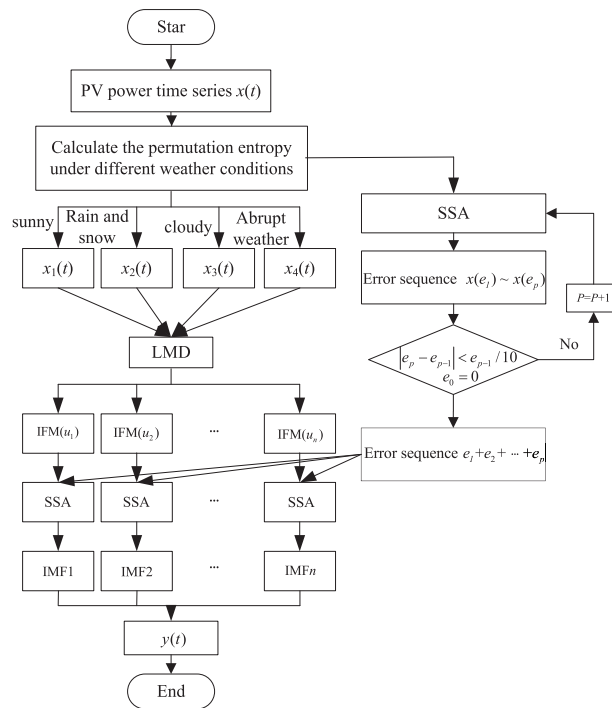 Star
PV power time series x(t)
Calculate the permutation entropy
under different weather conditions
sunny
Rain and
snow
cloudy
Abrupt
weather
x₁(t)
x₂(t)
x₃(t)
x₄(t)
LMD
IFM(u₁)
IFM(u₂)
...
IFM(uₙ)
SSA
SSA
...
SSA
IMF1
IMF2
...
IMFn
y(t)
End
SSA
Error sequence x(e₁) ~ x(eₚ)
P=P+1
|eₚ − eₚ₋₁| < eₚ₋₁ / 10
e₀ = 0
No
Error sequence e₁+e₂+ ··· +eₚ